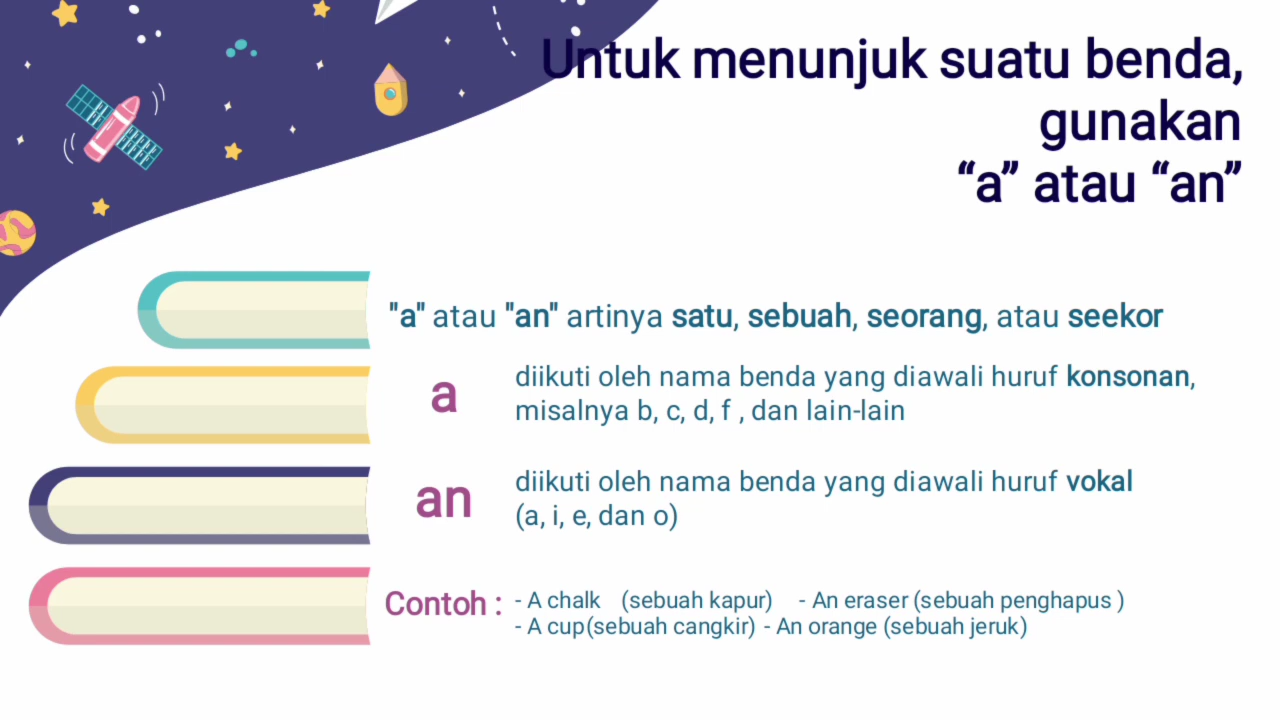 Untuk menunjuk suatu benda,
gunakan
“a” atau “an”
"a" atau "an" artinya satu, sebuah, seorang, atau seekor
a
diikuti oleh nama benda yang diawali huruf konsonan,
misalnya b, c, d, f , dan lain-lain
an
diikuti oleh nama benda yang diawali huruf vokal
(a, i, e, dan o)
Contoh :
- A chalk (sebuah kapur) - An eraser (sebuah penghapus )
- A cup(sebuah cangkir) - An orange (sebuah jeruk)